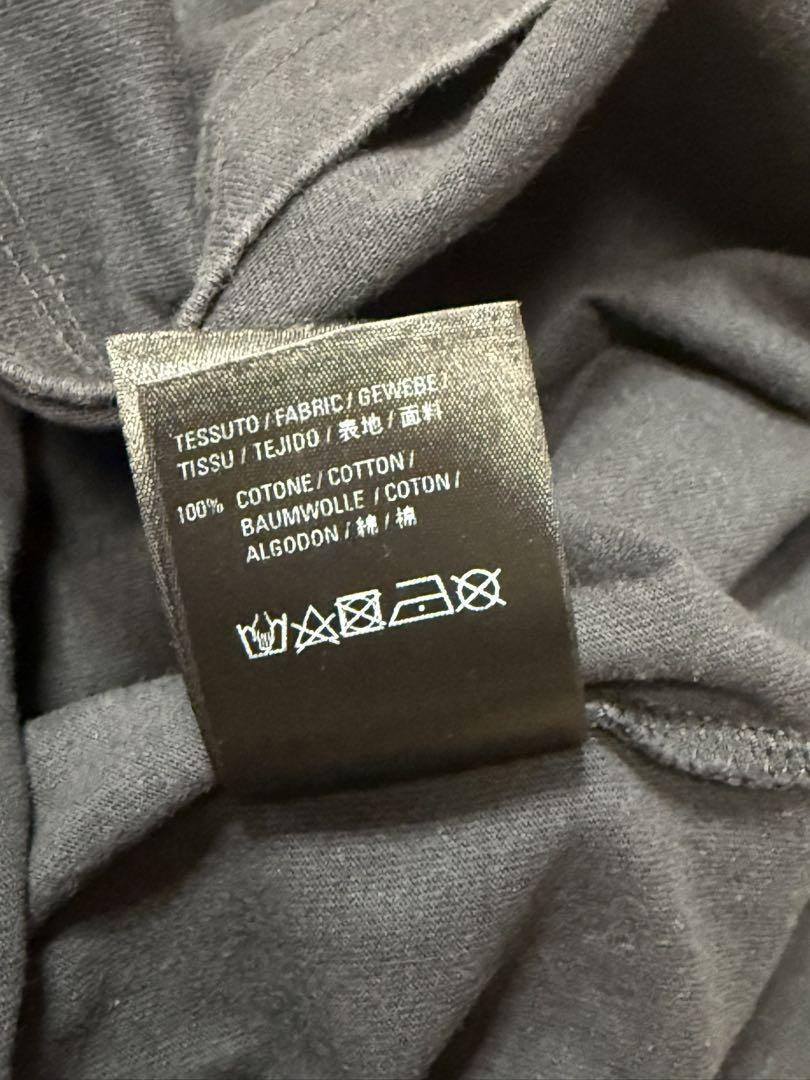 TESSUTO / FABRIC / GEWEBE /
TISSU / TEJIDO / 表地 / 面料
100% COTONE / COTTON /
BAUMWOLLE / COTON /
ALGODON / 綿 / 棉